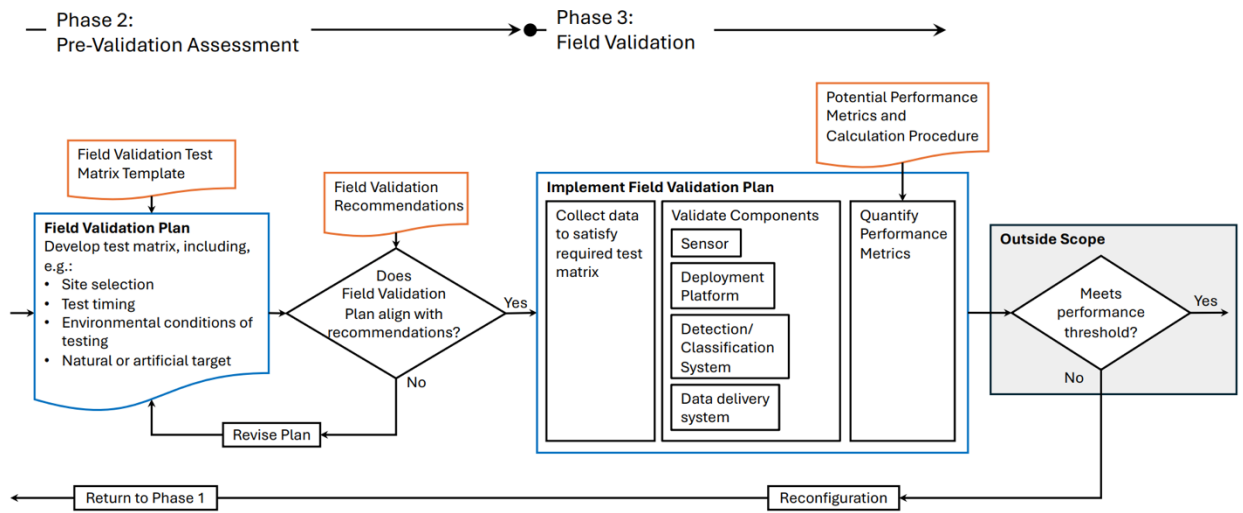 Phase 2:
Pre-Validation Assessment
Phase 3:
Field Validation
Field Validation Test
Matrix Template
Field Validation Plan
Develop test matrix, including,
e.g.:
• Site selection
• Test timing
• Environmental conditions of
testing
• Natural or artificial target
Field Validation
Recommendations
Does
Field Validation
Plan align with
recommendations?
Yes
No
Revise Plan
Potential Performance
Metrics and
Calculation Procedure
Implement Field Validation Plan
Collect data
to satisfy
required test
matrix
Validate Components
Sensor
Deployment
Platform
Detection/
Classification
System
Data delivery
system
Quantify
Performance
Metrics
Outside Scope
Meets
performance
threshold?
Yes
No
Reconfiguration
Return to Phase 1